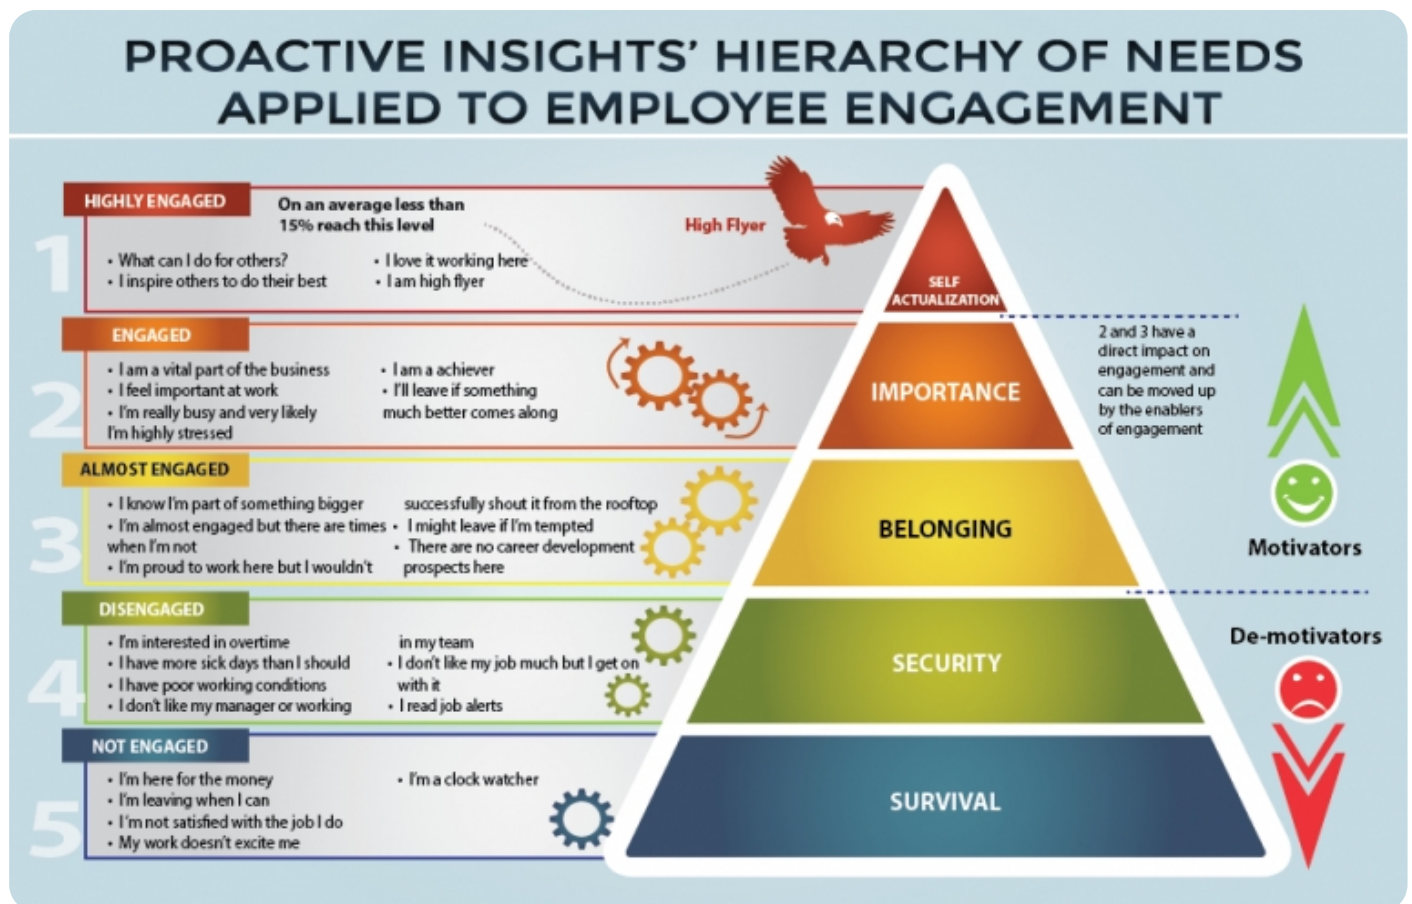 PROACTIVE INSIGHTS' HIERARCHY OF NEEDS
APPLIED TO EMPLOYEE ENGAGEMENT
1
HIGHLY ENGAGED
On an average less than
15% reach this level
• What can I do for others?
• I inspire others to do their best
• I love it working here
• I am high flyer
High Flyer
SELF
ACTUALIZATION
2
ENGAGED
• I am a vital part of the business
• I feel important at work
• I'm really busy and very likely
I'm highly stressed
• I am a achiever
• I'll leave if something
much better comes along
IMPORTANCE
2 and 3 have a
direct impact on
engagement and
can be moved up
by the enablers
of engagement
3
ALMOST ENGAGED
• I know I'm part of something bigger
• I'm almost engaged but there are times
when I'm not
• I'm proud to work here but I wouldn't
successfully shout it from the rooftop
• I might leave if I'm tempted
• There are no career development
prospects here
BELONGING
Motivators
4
DISENGAGED
• I'm interested in overtime
• I have more sick days than I should
• I have poor working conditions
• I don't like my manager or working
in my team
• I don't like my job much but I get on
with it
• I read job alerts
SECURITY
De-motivators
5
NOT ENGAGED
• I'm here for the money
• I'm leaving when I can
• I'm not satisfied with the job I do
• My work doesn't excite me
• I'm a clock watcher
SURVIVAL